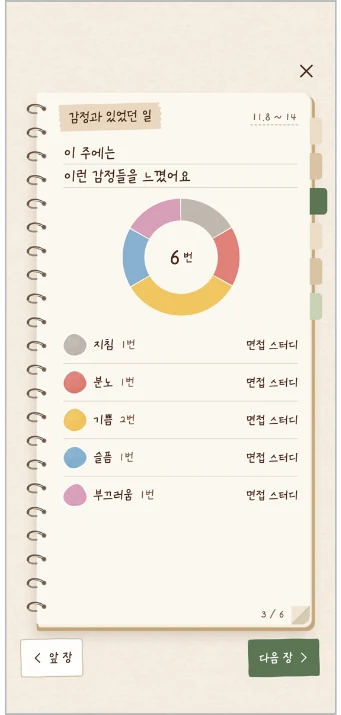 감정과 있었던 일
11.8 ~ 14
이 주에는
이런 감정들을 느꼈어요
6번
지침 1번 면접 스터디
분노 1번 면접 스터디
기쁨 2번 면접 스터디
슬픔 1번 면접 스터디
부끄러움 1번 면접 스터디
3 / 6
< 앞 장
다음 장 >